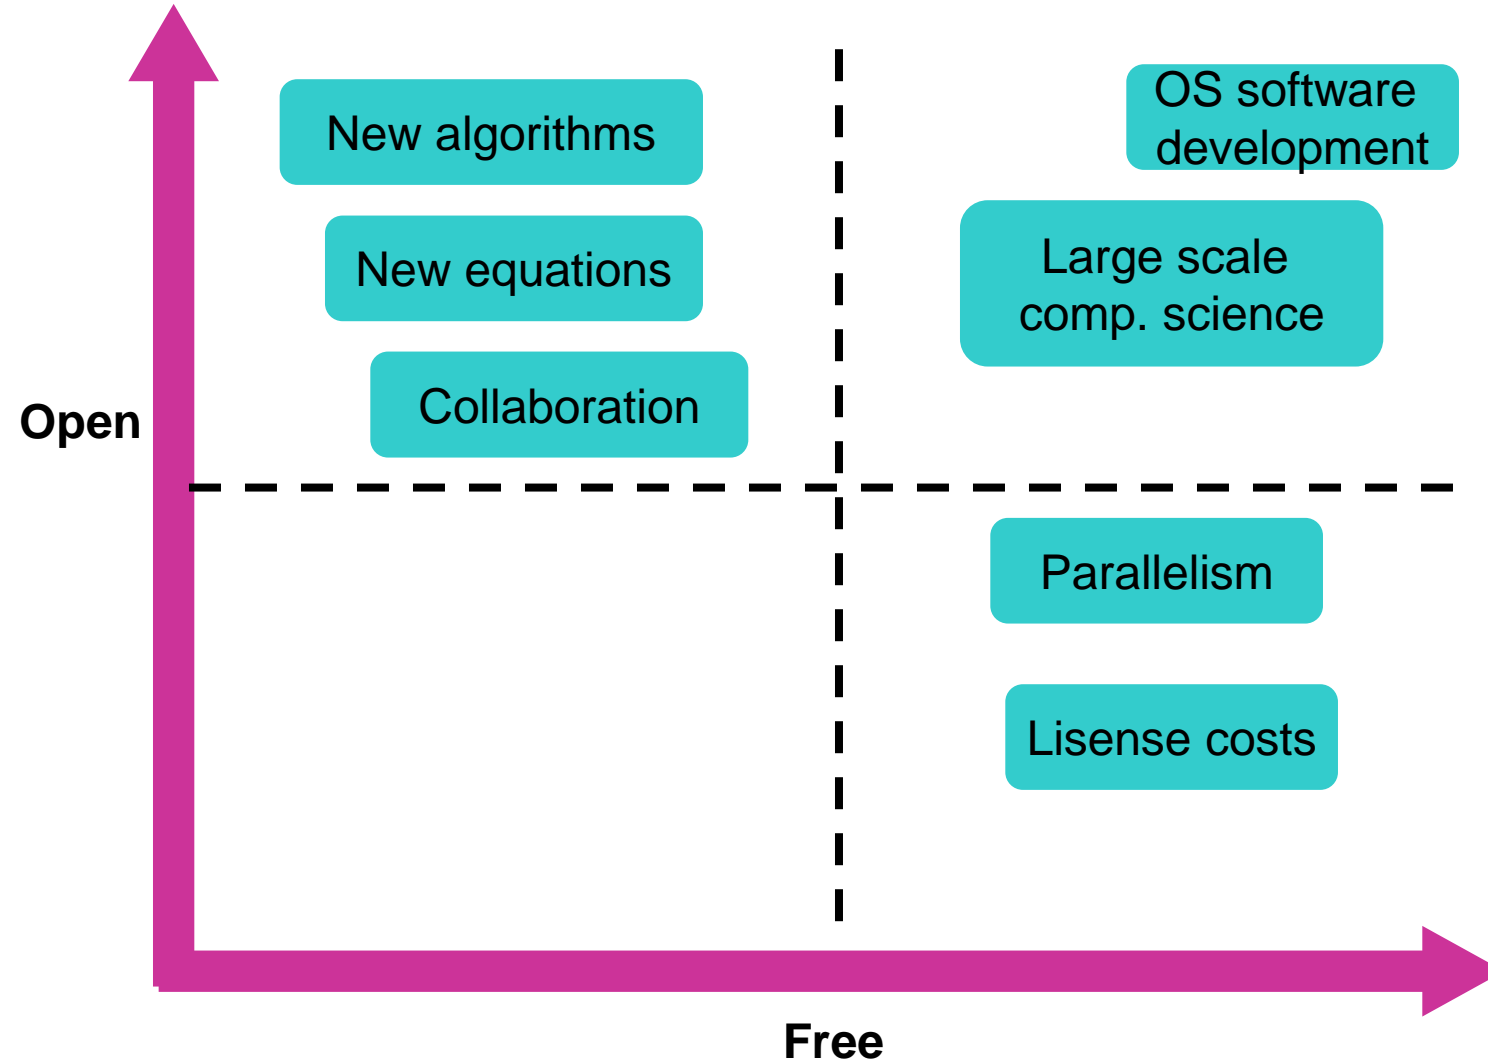 New algorithms
New equations
Collaboration
OS software
development
Large scale
comp. science
Open
Parallelism
Lisense costs
Free